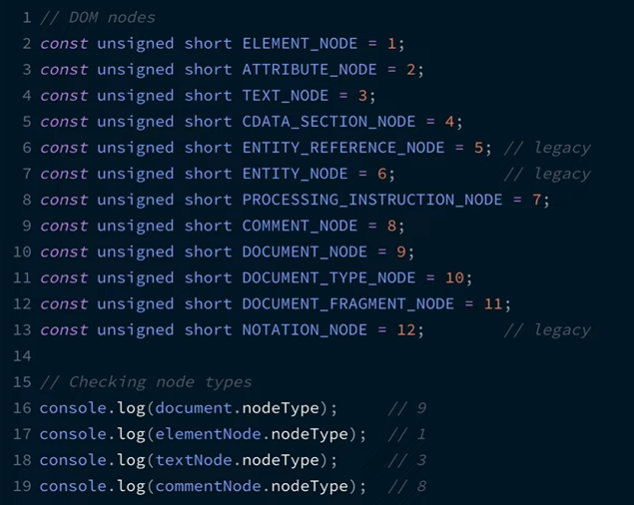 1 // DOM nodes
2 const unsigned short ELEMENT_NODE = 1;
3 const unsigned short ATTRIBUTE_NODE = 2;
4 const unsigned short TEXT_NODE = 3;
5 const unsigned short CDATA_SECTION_NODE = 4;
6 const unsigned short ENTITY_REFERENCE_NODE = 5; // legacy
7 const unsigned short ENTITY_NODE = 6; // legacy
8 const unsigned short PROCESSING_INSTRUCTION_NODE = 7;
9 const unsigned short COMMENT_NODE = 8;
10 const unsigned short DOCUMENT_NODE = 9;
11 const unsigned short DOCUMENT_TYPE_NODE = 10;
12 const unsigned short DOCUMENT_FRAGMENT_NODE = 11;
13 const unsigned short NOTATION_NODE = 12; // legacy
14
15 // Checking node types
16 console.log(document.nodeType); // 9
17 console.log(elementNode.nodeType); // 1
18 console.log(textNode.nodeType); // 3
19 console.log(commentNode.nodeType); // 8